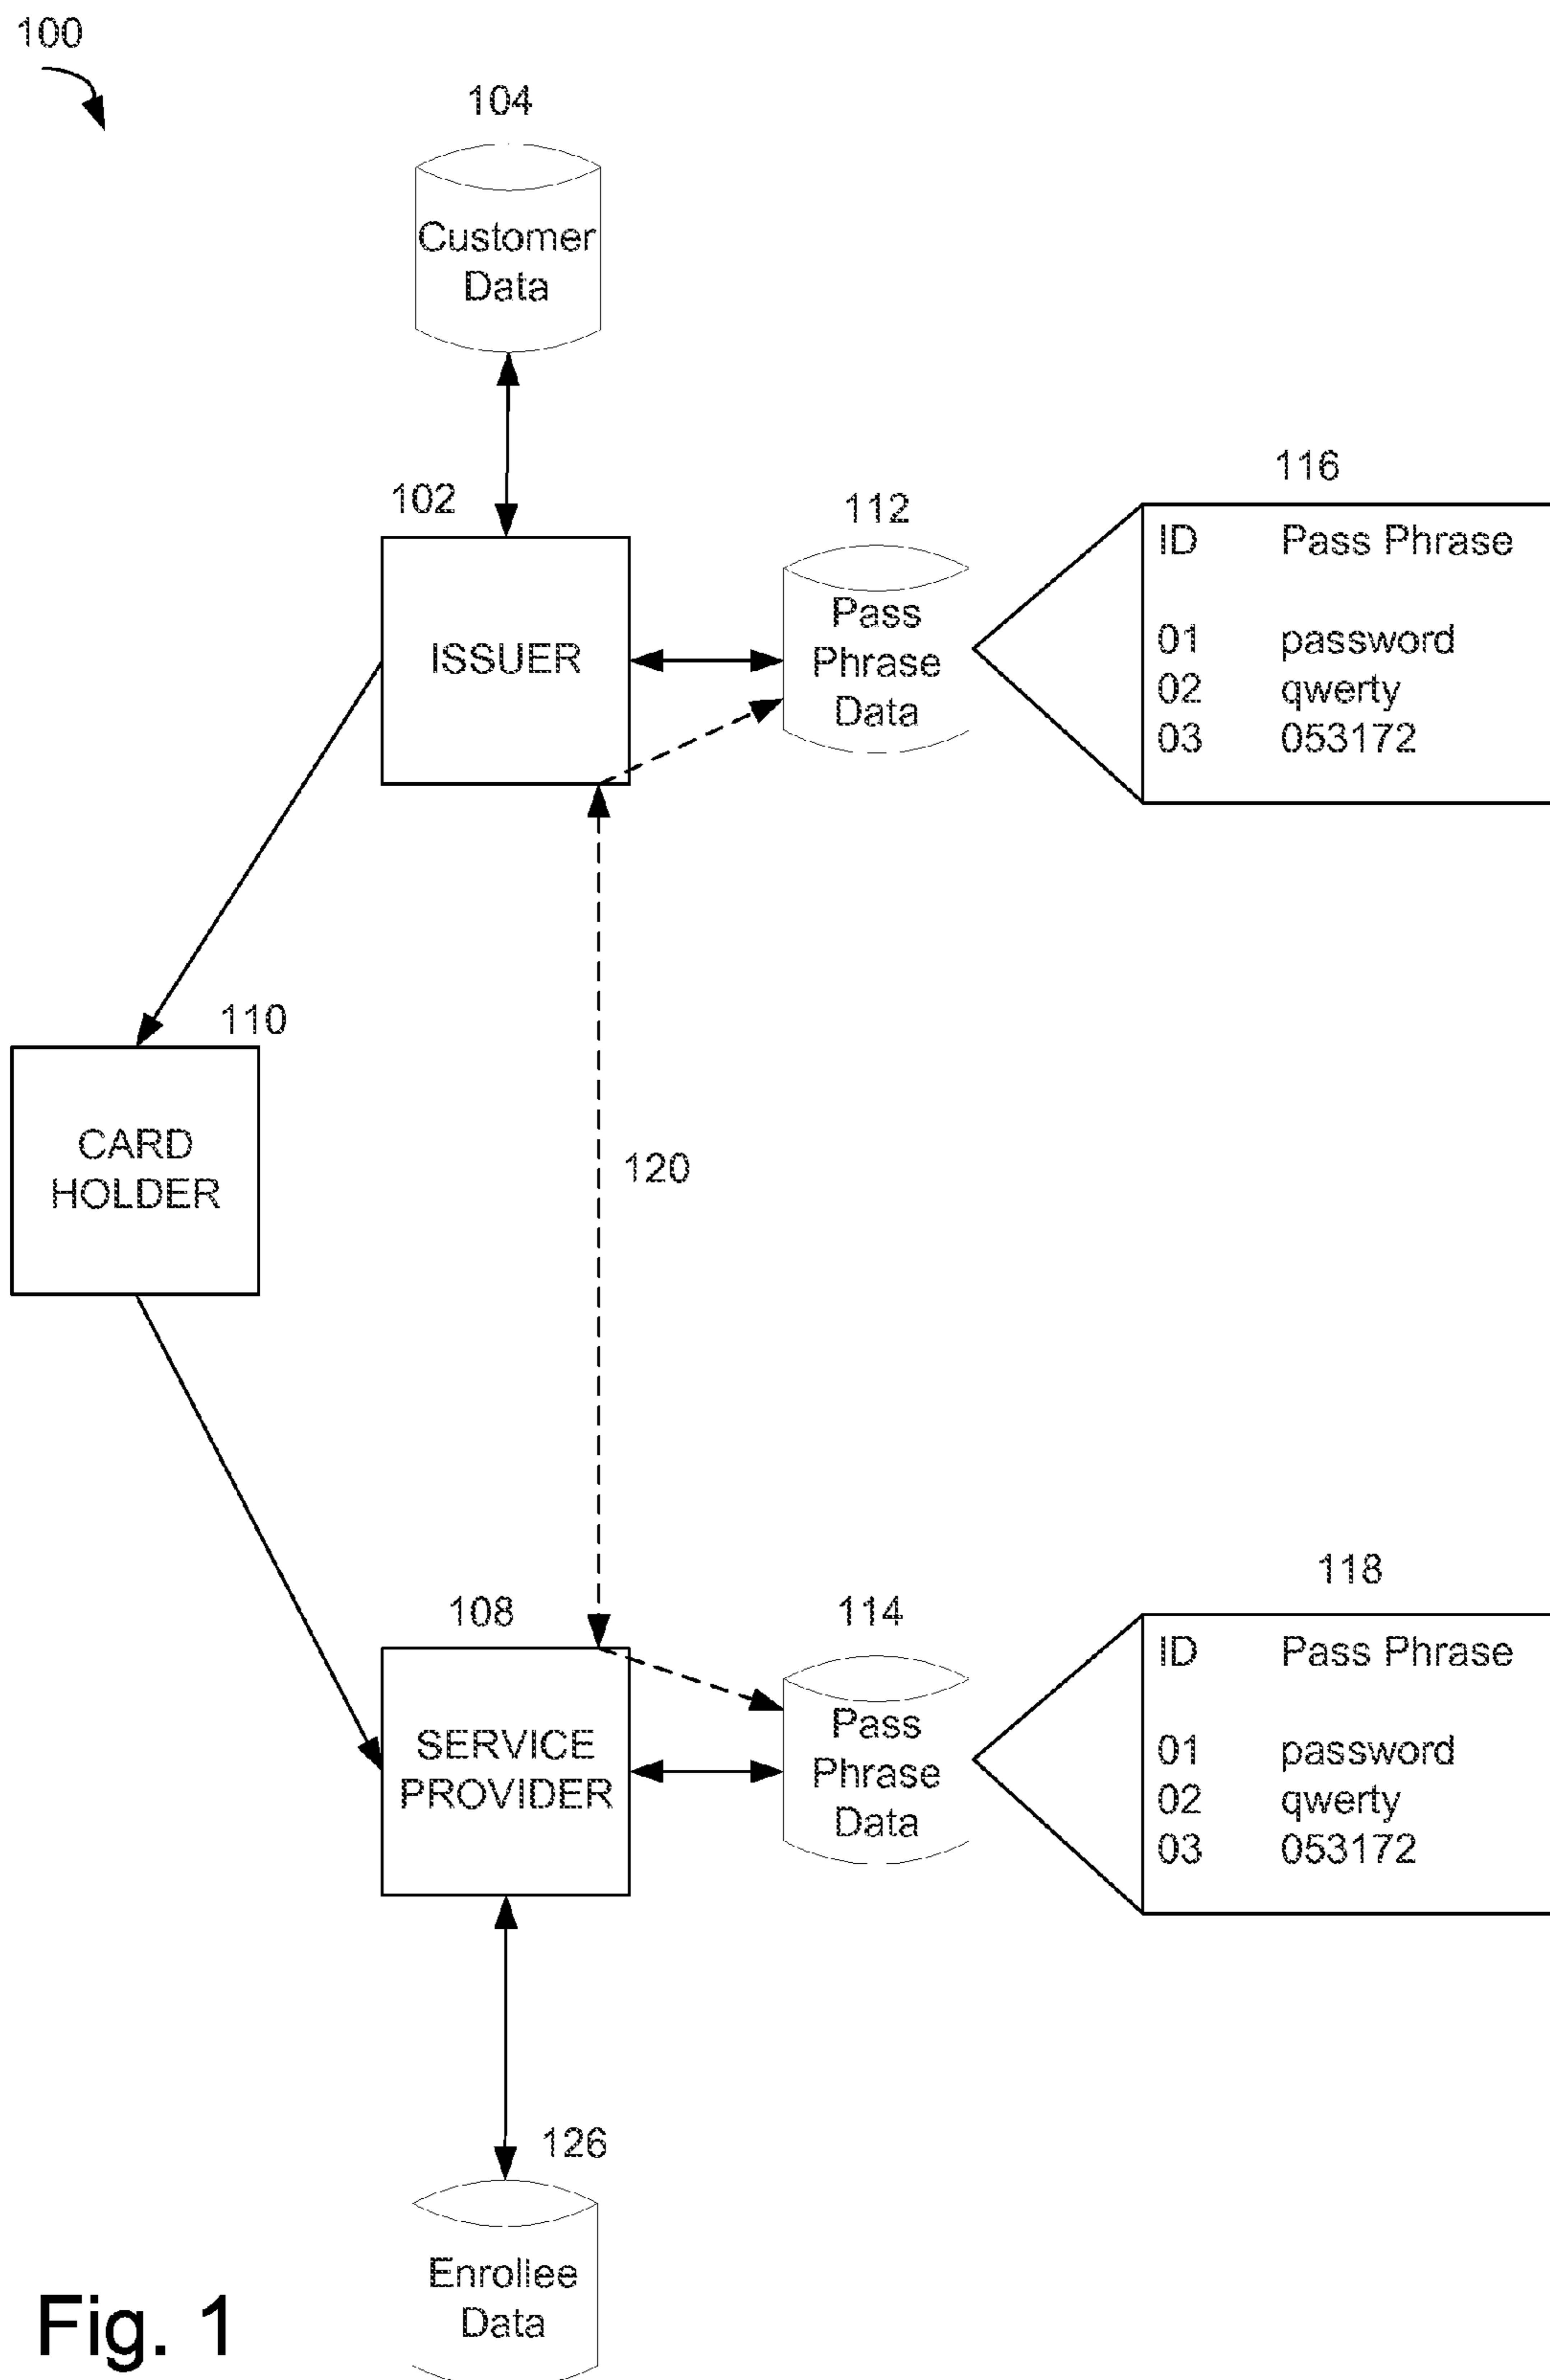 100
104
Customer
Data
102
ISSUER
112
Pass
Phrase
Data
116
ID Pass Phrase
01 password
02 qwerty
03 053172
110
CARD
HOLDER
120
108
SERVICE
PROVIDER
114
Pass
Phrase
Data
118
ID Pass Phrase
01 password
02 qwerty
03 053172
126
Enrollee
Data
Fig. 1